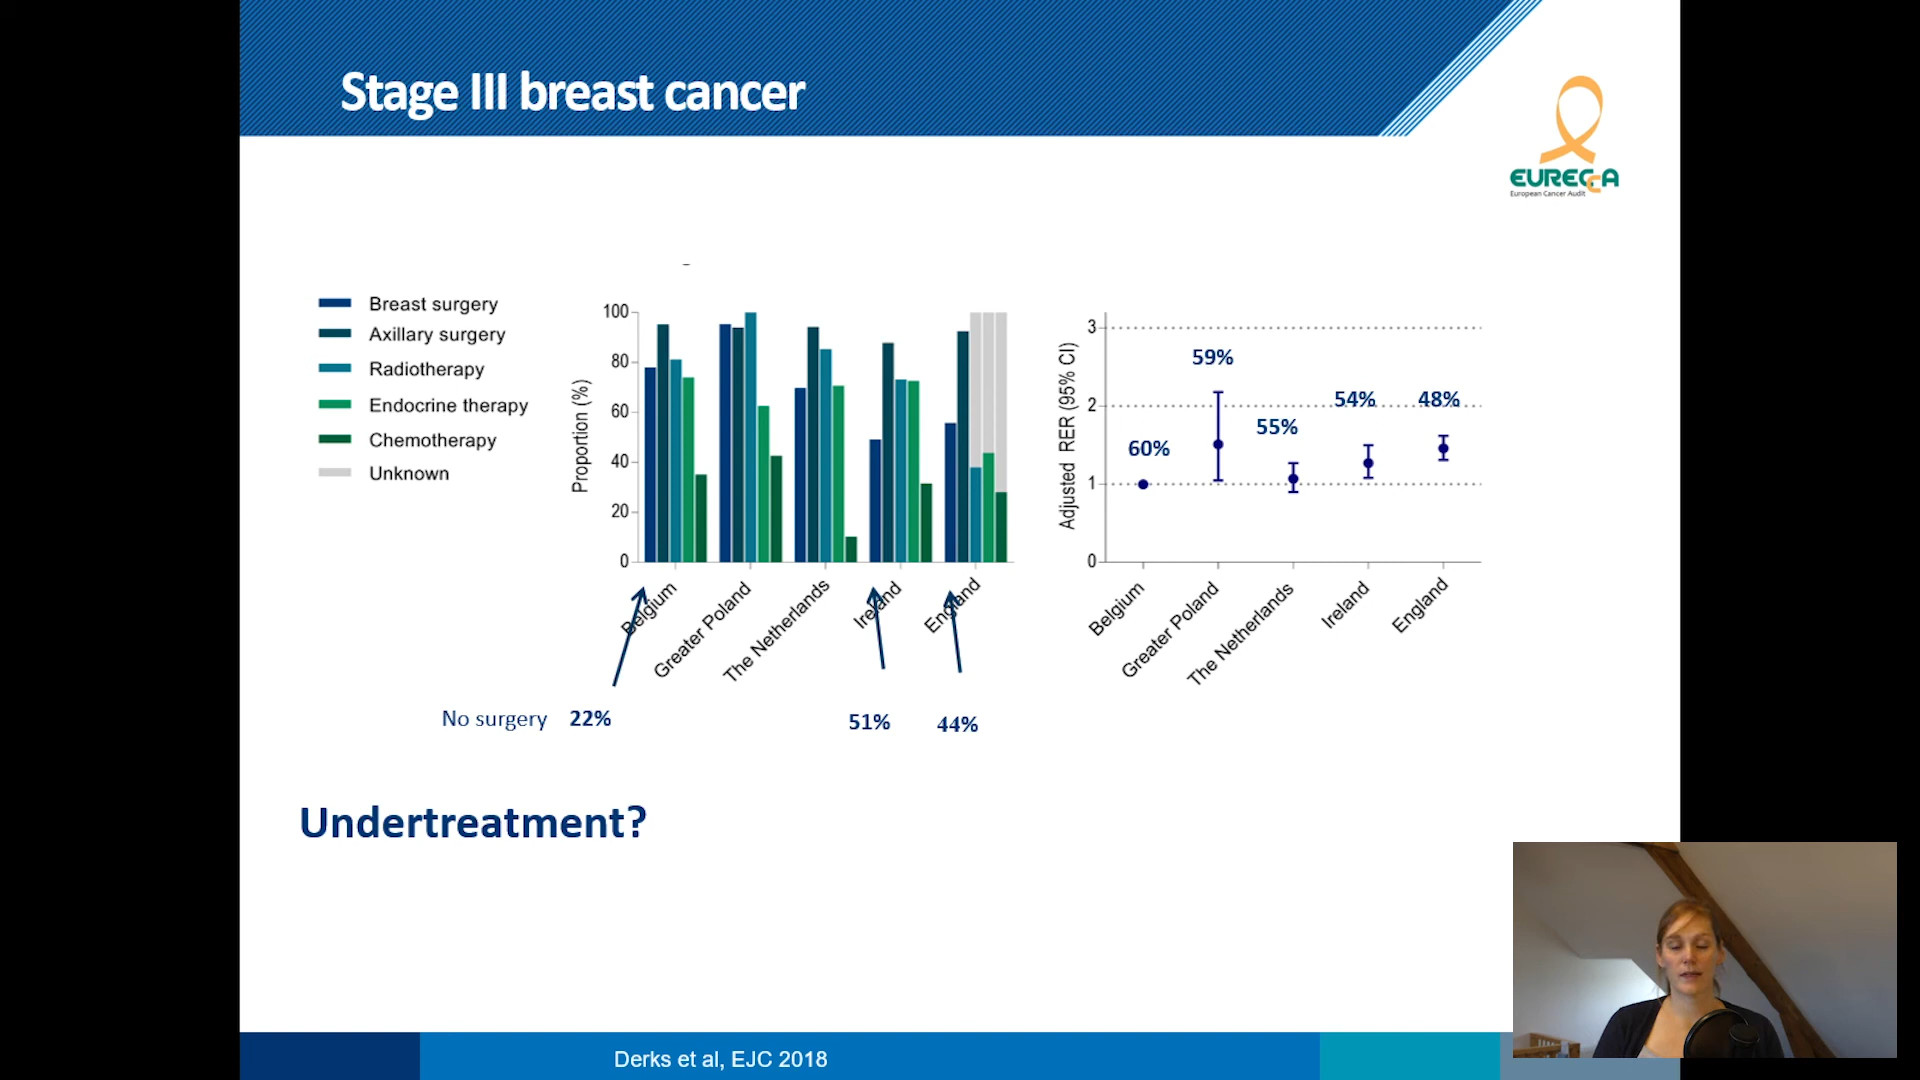 Stage III breast cancer
EURECCA
European Cancer Audit
Breast surgery
Axillary surgery
Radiotherapy
Endocrine therapy
Chemotherapy
Unknown
Proportion (%)
100
80
60
40
20
0
Belgium
Greater Poland
The Netherlands
Ireland
England
No surgery 22%
51%
44%
Adjusted RER (95% CI)
3
2
1
0
60%
59%
55%
54%
48%
Belgium
Greater Poland
The Netherlands
Ireland
England
Undertreatment?
Derks et al, EJC 2018